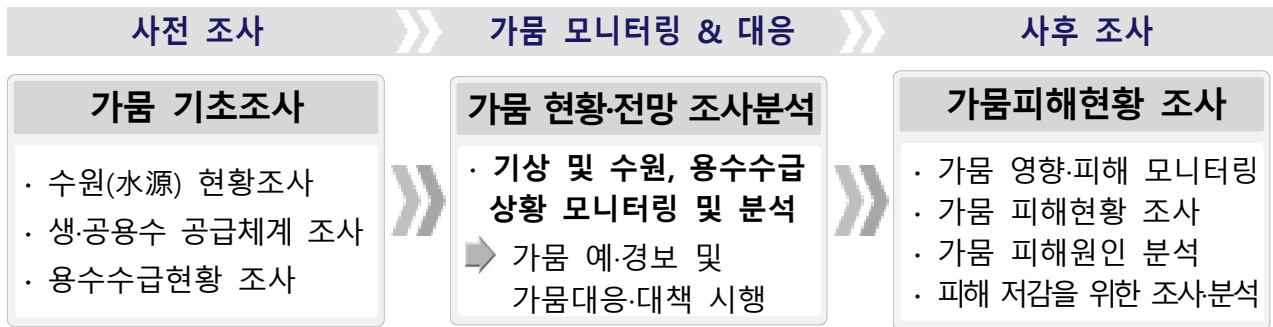 사전 조사
가뭄 모니터링 & 대응
사후 조사
가뭄 기초조사
· 수원(水源) 현황조사
· 생·공용수 공급체계 조사
· 용수수급현황 조사
가뭄 현황·전망 조사분석
· 기상 및 수원, 용수수급
상황 모니터링 및 분석
가뭄 예·경보 및
가뭄대응·대책 시행
가뭄피해현황 조사
· 가뭄 영향·피해 모니터링
· 가뭄 피해현황 조사
· 가뭄 피해원인 분석
· 피해 저감을 위한 조사·분석